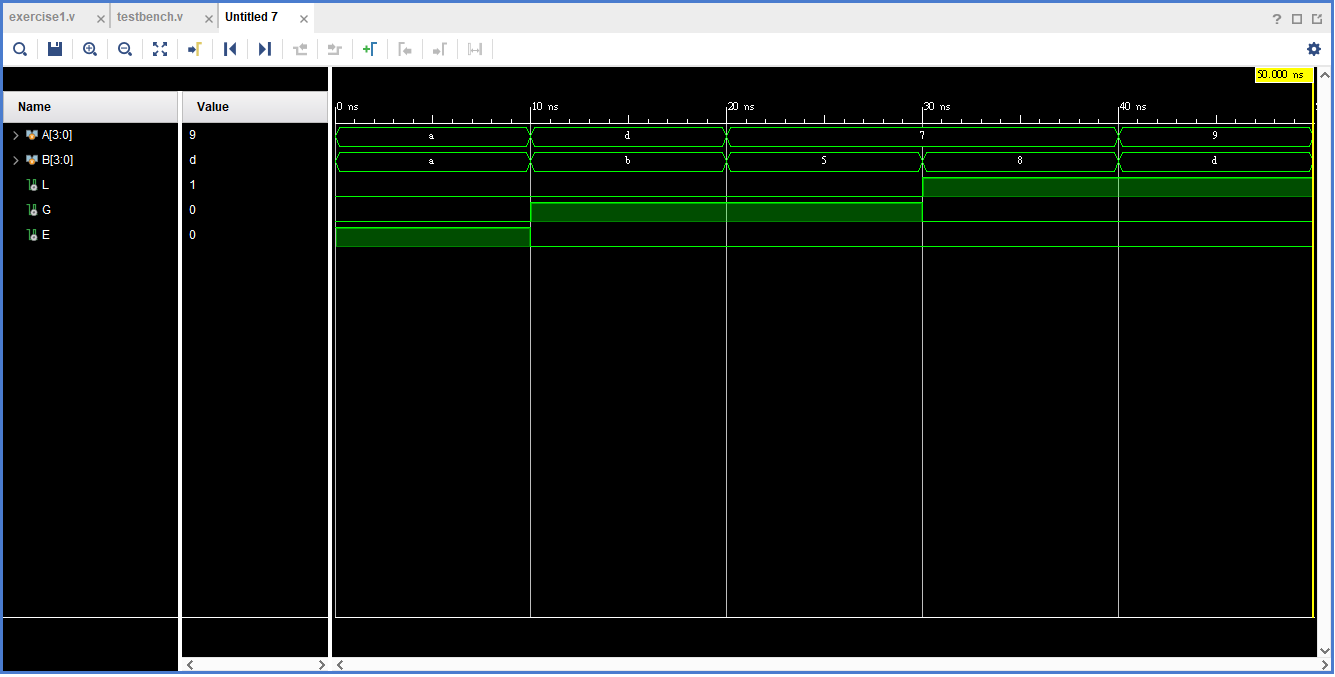 exercise1.v × testbench.v × Untitled 7 ×
?
50.000 ns
Name Value
0 ns 10 ns 20 ns 30 ns 40 ns
A[3:0] 9 a d 7 9
B[3:0] d a b 5 8 d
L 1
G 0
E 0